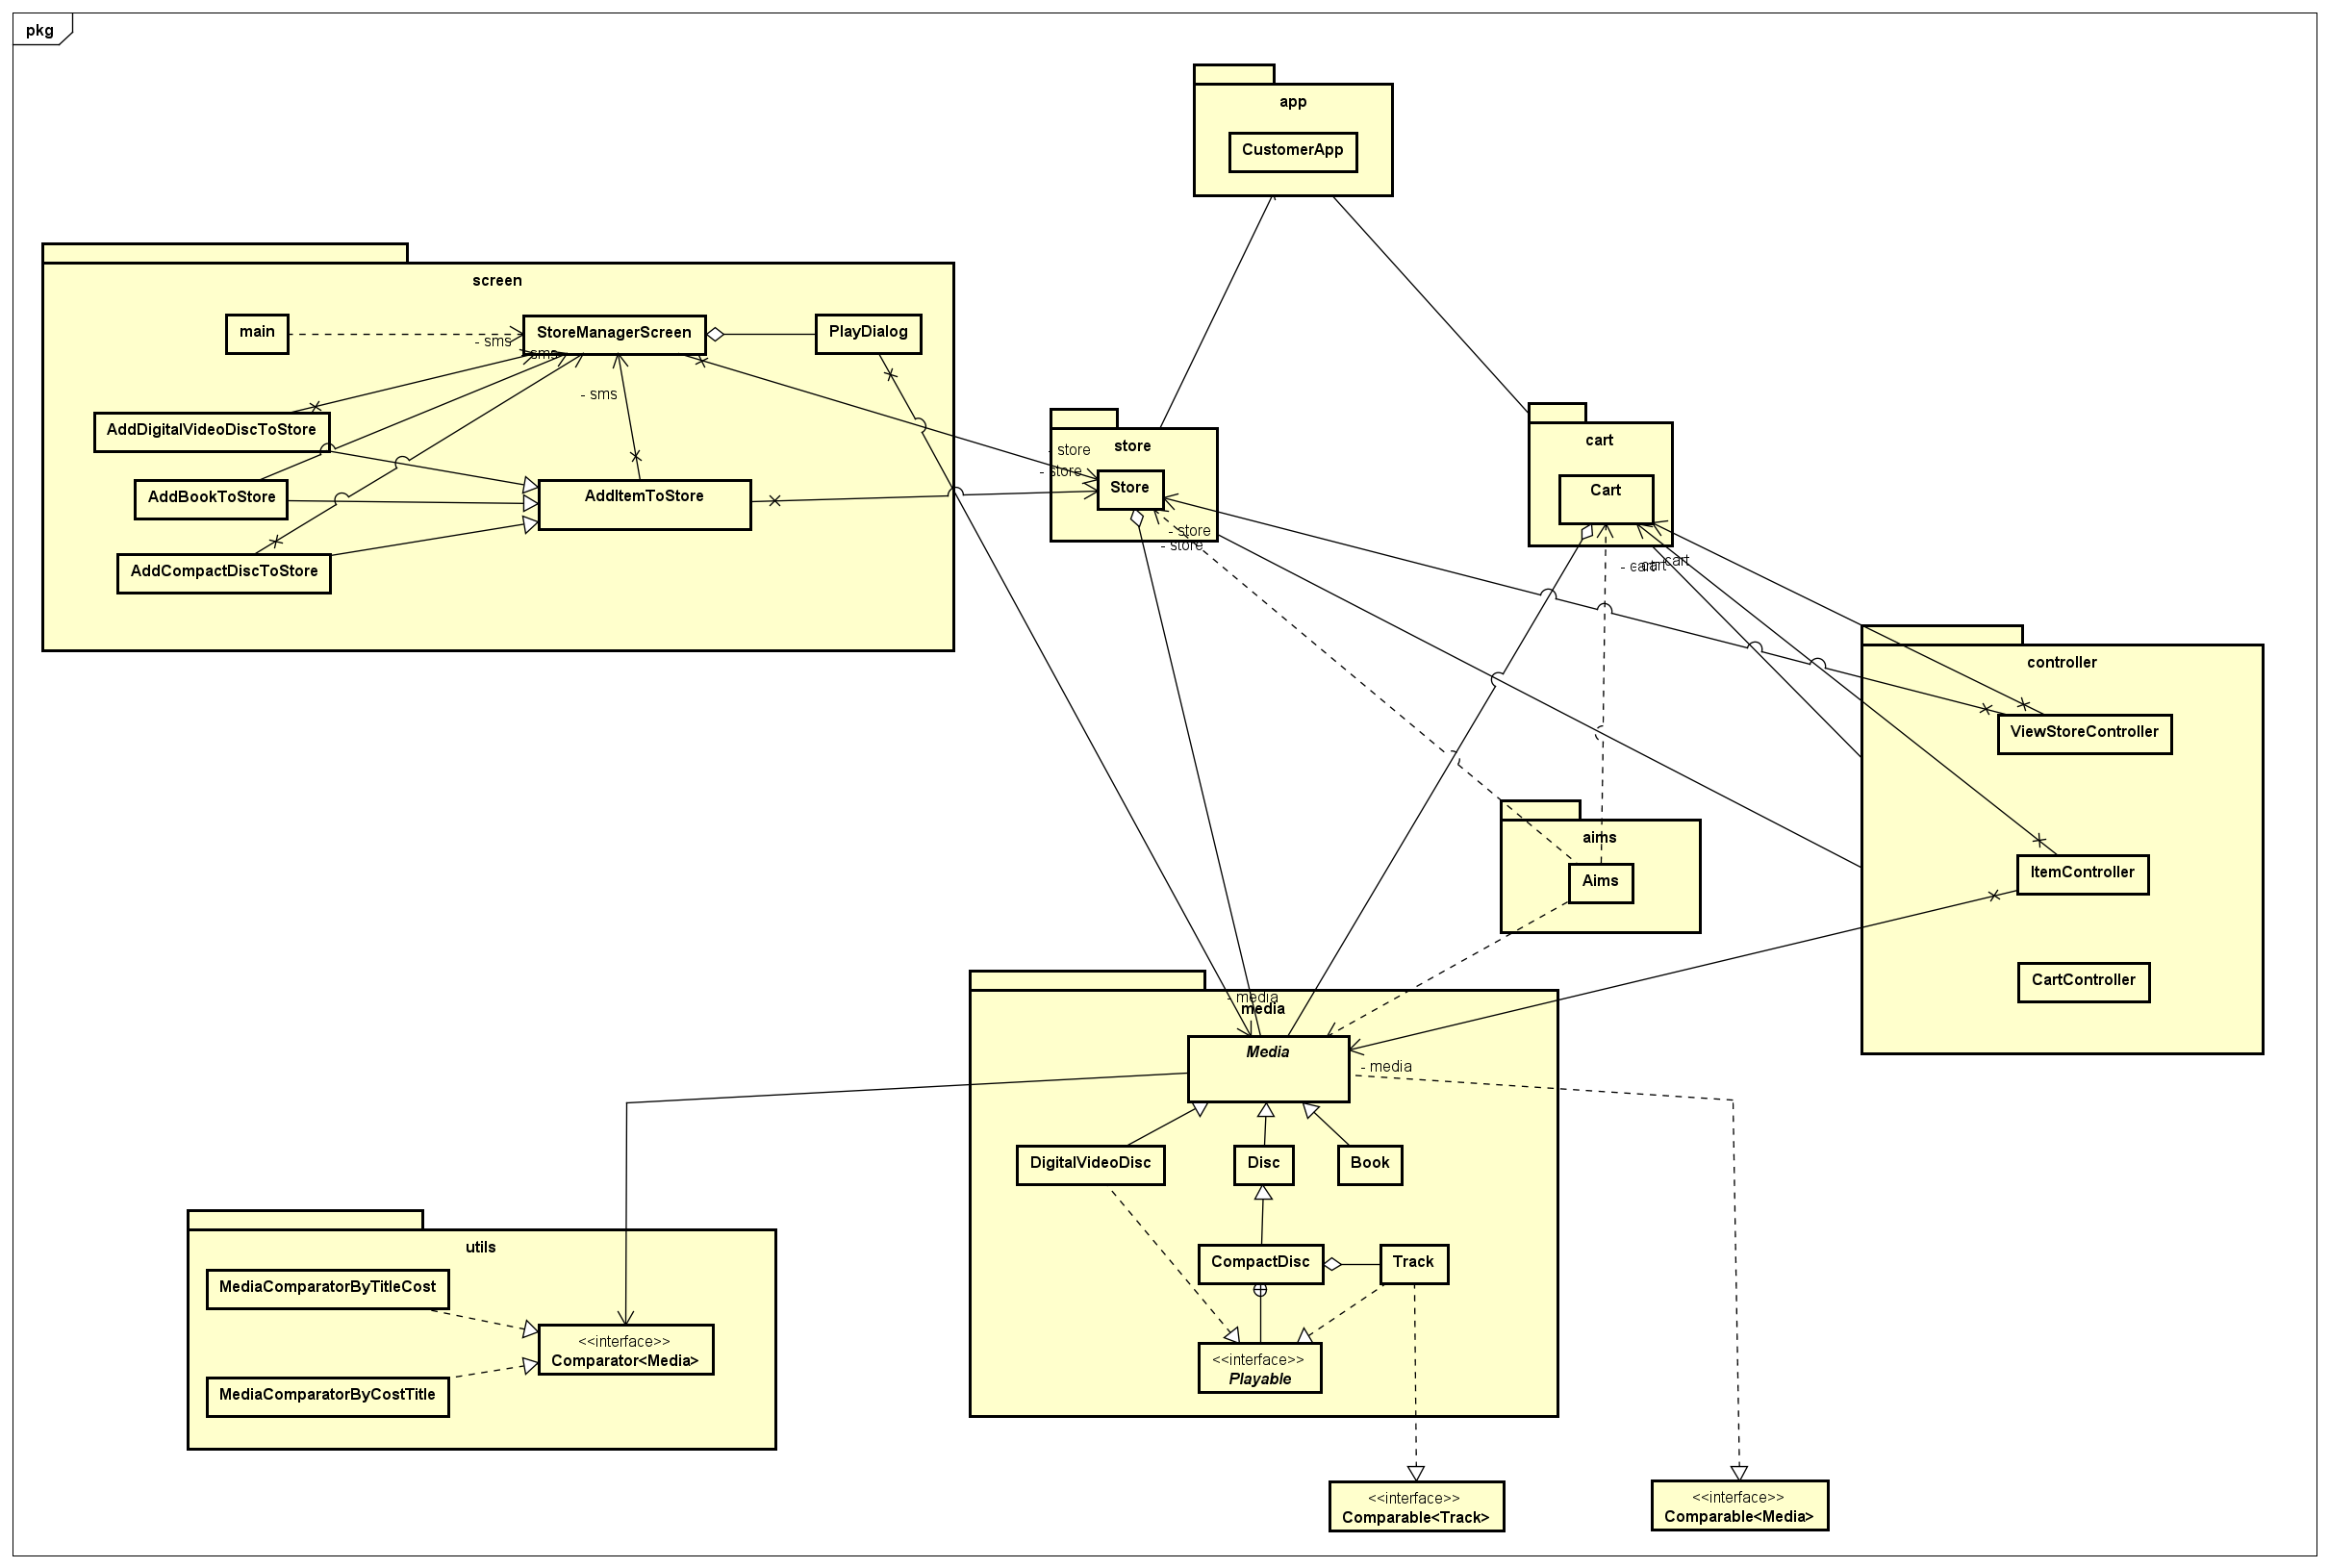 pkg
app
CustomerApp
screen
main
StoreManagerScreen
PlayDialog
- sms
- sms
- sms
AddDigitalVideoDiscToStore
AddBookToStore
AddItemToStore
AddCompactDiscToStore
store
- store
- store
Store
- store
- store
cart
Cart
- cart
- cart
- cart
controller
ViewStoreController
ItemController
CartController
aims
Aims
- media
media
Media
- media
DigitalVideoDisc
Disc
Book
CompactDisc
Track
<<interface>>
Playable
utils
MediaComparatorByTitleCost
<<interface>>
Comparator<Media>
MediaComparatorByCostTitle
<<interface>>
Comparable<Track>
<<interface>>
Comparable<Media>